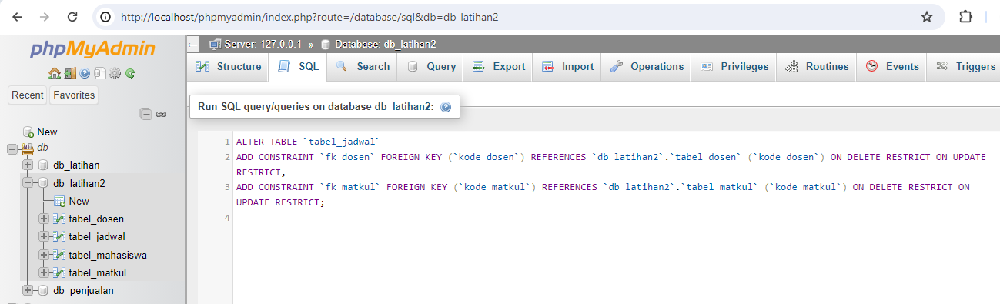 http://localhost/phpmyadmin/index.php?route=/database/sql&db=db_latihan2
phpMyAdmin
Recent Favorites
New
db
db_latihan
db_latihan2
New
tabel_dosen
tabel_jadwal
tabel_mahasiswa
tabel_matkul
db_penjualan
Server: 127.0.0.1 » Database: db_latihan2
Structure SQL Search Query Export Import Operations Privileges Routines Events Triggers
Run SQL query/queries on database db_latihan2:
1 ALTER TABLE `tabel_jadwal`
2 ADD CONSTRAINT `fk_dosen` FOREIGN KEY (`kode_dosen`) REFERENCES `db_latihan2`.`tabel_dosen` (`kode_dosen`) ON DELETE RESTRICT ON UPDATE
RESTRICT,
3 ADD CONSTRAINT `fk_matkul` FOREIGN KEY (`kode_matkul`) REFERENCES `db_latihan2`.`tabel_matkul` (`kode_matkul`) ON DELETE RESTRICT ON
UPDATE RESTRICT;
4